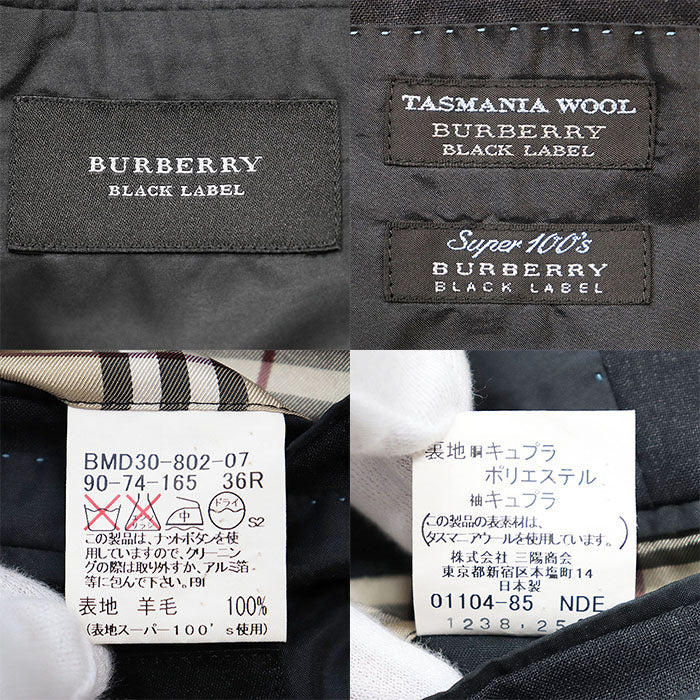 BURBERRY
BLACK LABEL
TASMANIA WOOL
BURBERRY
BLACK LABEL
Super 100's
BURBERRY
BLACK LABEL
BMD30-802-07
90-74-165 36R
中 ドライ S2
この製品は、ナットボタンを使
用していますので、クリーニン
グの際は取り外すか、アルミ箔
等に包んで下さい。F91
表地 羊毛 100%
(表地スーパー100's使用)
裏地 胴 キュプラ
ポリエステル
袖 キュプラ
(この製品の表素材は、
タスマニアウールを使用しています。)
株式会社 三陽商会
東京都新宿区本塩町14
日本製
01104-85 NDE